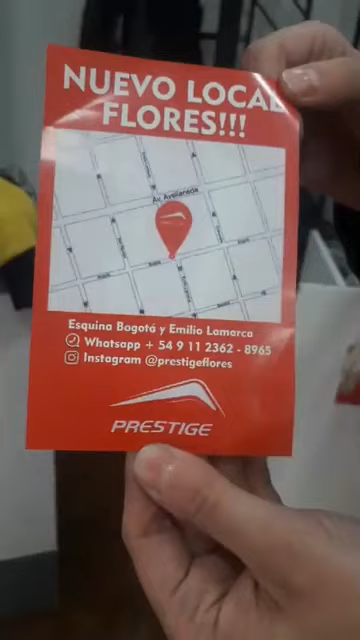 NUEVO LOCAL
FLORES!!!
Av. Avellaneda
Esquina Bogotá y Emilio Lamarca
Whatsapp + 54 9 11 2362 - 8965
Instagram @prestigeflores
PRESTIGE